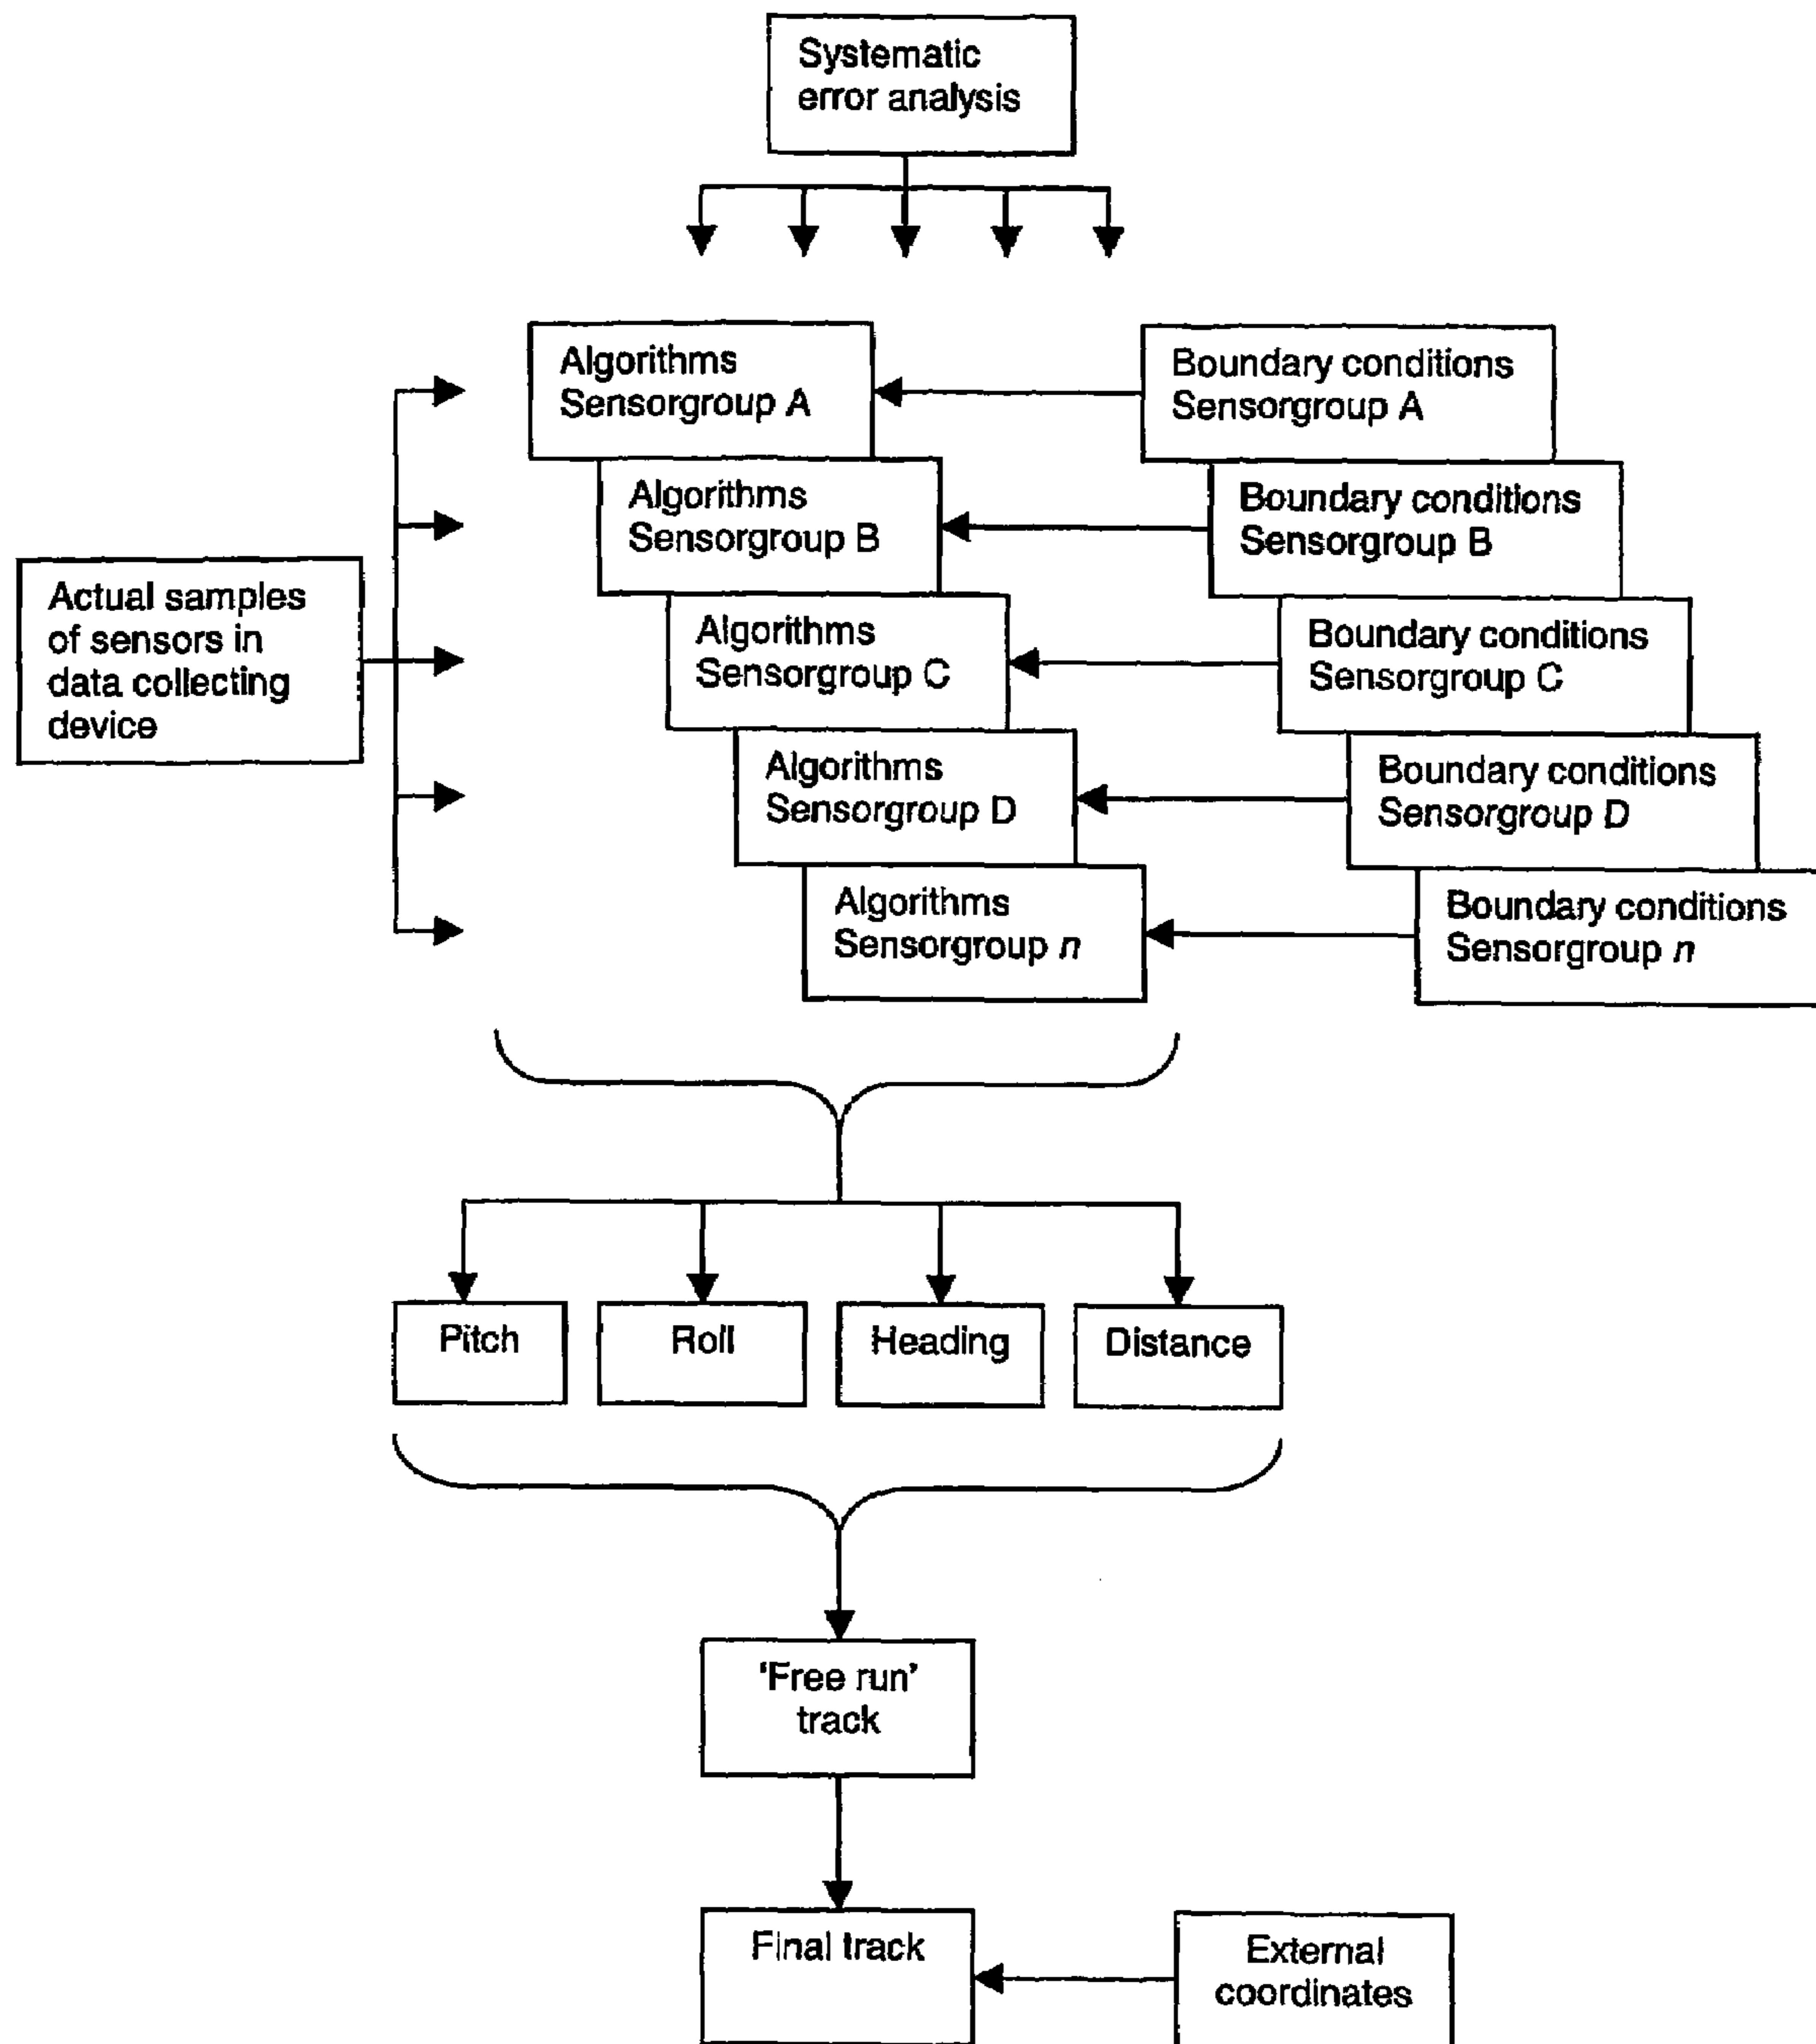 Systematic
error analysis
Algorithms
Sensorgroup A
Boundary conditions
Sensorgroup A
Algorithms
Sensorgroup B
Boundary conditions
Sensorgroup B
Actual samples
of sensors in
data collecting
device
Algorithms
Sensorgroup C
Boundary conditions
Sensorgroup C
Algorithms
Sensorgroup D
Boundary conditions
Sensorgroup D
Algorithms
Sensorgroup n
Boundary conditions
Sensorgroup n
Pitch
Roll
Heading
Distance
'Free run'
track
Final track
External
coordinates